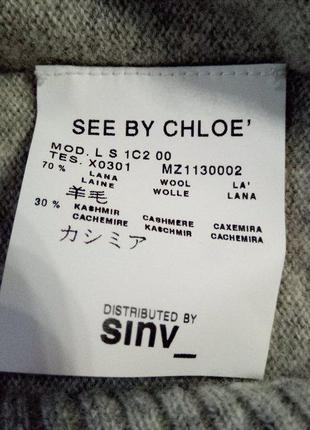 SEE BY CHLOE'
MOD. L S 1C2 00
TES. X0301 MZ1130002
70 % LANA WOOL LA'
LAINE WOLLE LANA
羊毛
30 % KASHMIR CASHMERE CAXEMIRA
CACHEMIRE KASCHMIR CACHEMIRA
カシミア
DISTRIBUTED BY
sinv_